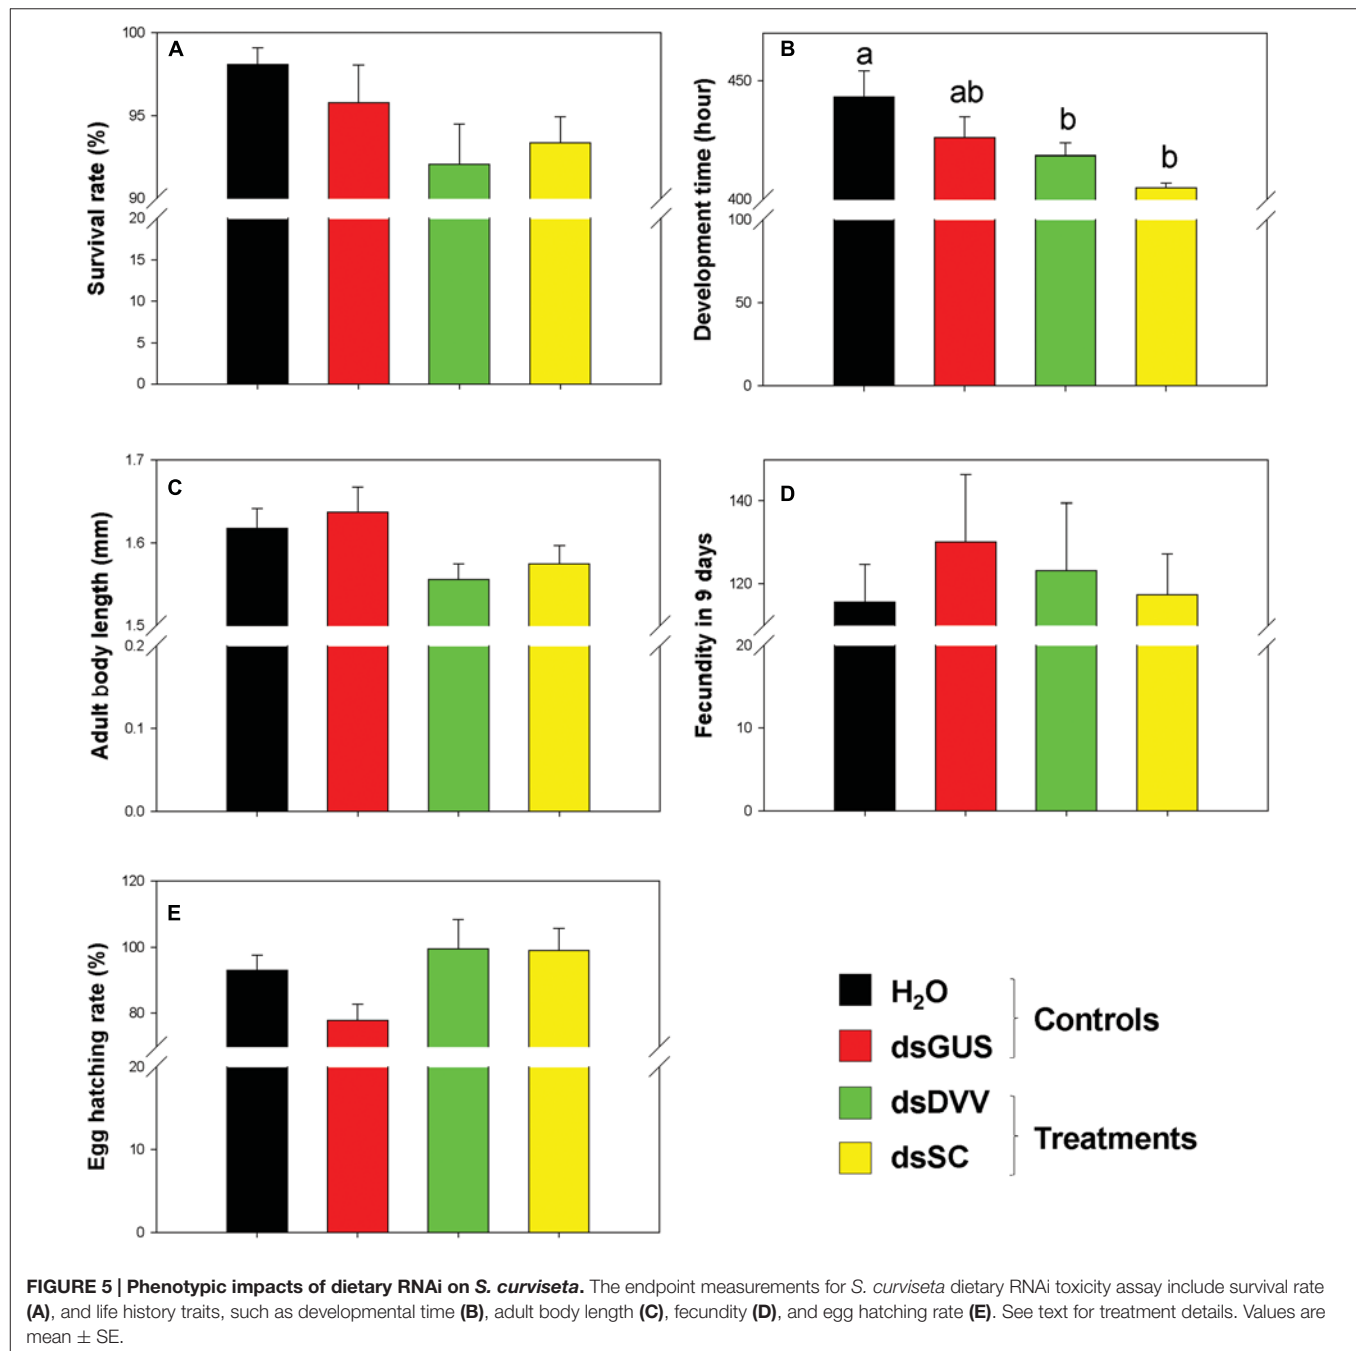 A
Survival rate (%)
100
95
90
20
15
10
5
0
B
Development time (hour)
450
400
100
50
0
a
ab
b
b
C
Adult body length (mm)
1.7
1.6
1.5
0.2
0.1
0.0
D
Fecundity in 9 days
140
120
20
10
0
E
Egg hatching rate (%)
120
100
80
20
10
0
H₂O
dsGUS
Controls
dsDVV
dsSC
Treatments
FIGURE 5 | Phenotypic impacts of dietary RNAi on S. curviseta. The endpoint measurements for S. curviseta dietary RNAi toxicity assay include survival rate
(A), and life history traits, such as developmental time (B), adult body length (C), fecundity (D), and egg hatching rate (E). See text for treatment details. Values are
mean ± SE.